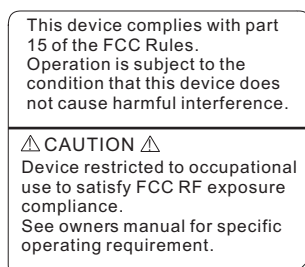 This device complies with part
15 of the FCC Rules.
Operation is subject to the
condition that this device does
not cause harmful interference.
⚠ CAUTION ⚠
Device restricted to occupational
use to satisfy FCC RF exposure
compliance.
See owners manual for specific
operating requirement.